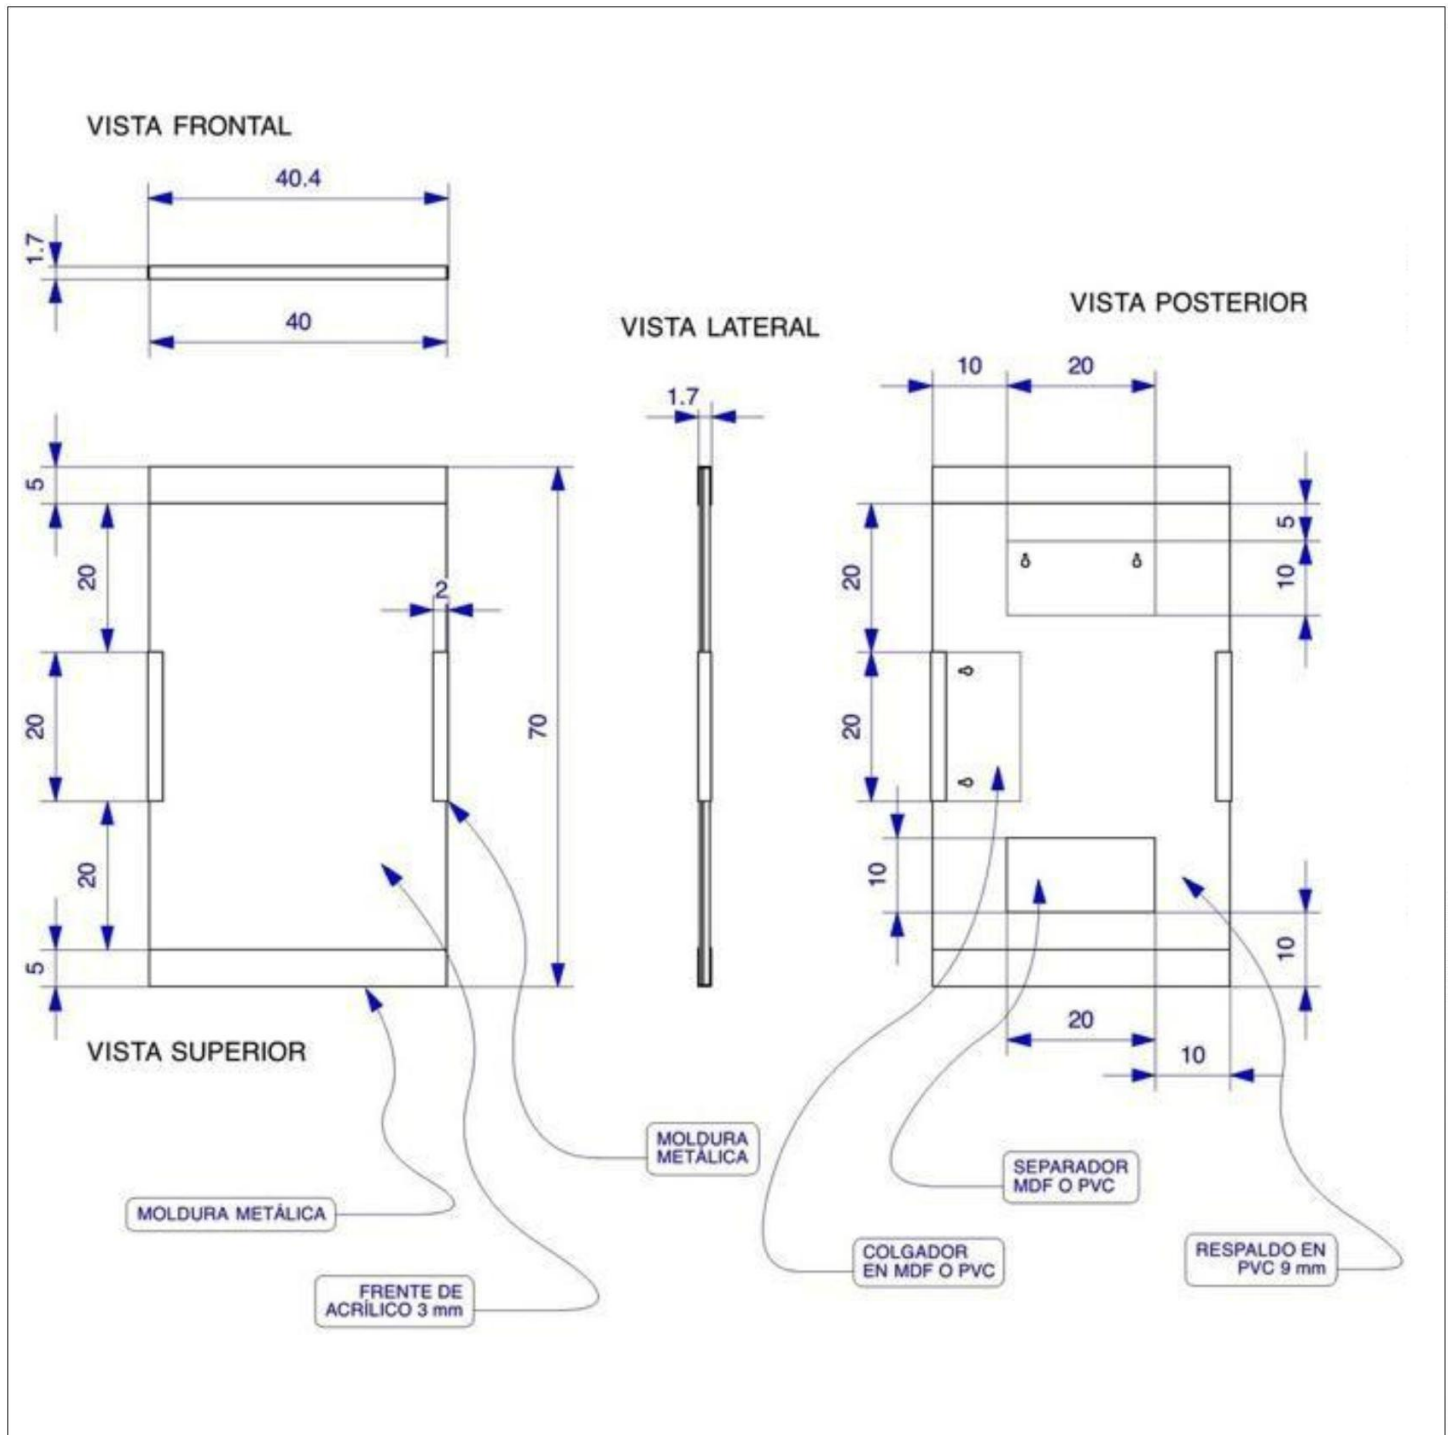 VISTA FRONTAL
40.4
1.7
40
VISTA LATERAL
1.7
VISTA POSTERIOR
10
20
5
20
2
20
20
5
70
VISTA SUPERIOR
5
10
20
20
10
10
20
10
MOLDURA
METÁLICA
MOLDURA METÁLICA
FRENTE DE
ACRÍLICO 3 mm
SEPARADOR
MDF O PVC
COLGADOR
EN MDF O PVC
RESPALDO EN
PVC 9 mm